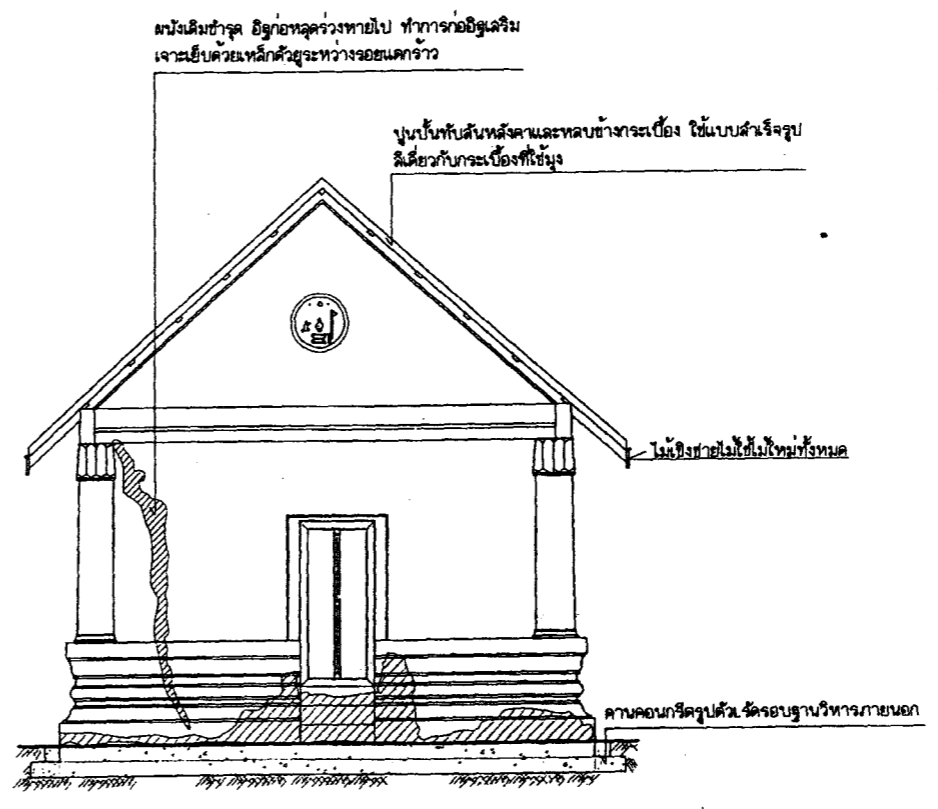 ผนังเดิมชำรุด อิฐก่อหลุดร่วงหายไป ทำการก่ออิฐเสริม
เจาะเย็บด้วยเหล็กตัวยูระหว่างรอยแตกร้าว
ปูนปั้นทับสันหลังคาและหลบข้างกระเบื้อง ใช้แบบสำเร็จรูป
สีเดียวกับกระเบื้องที่ใช้มุง
ไม้เชิงชายไม้ใช้ไม้ใหม่ทั้งหมด
คานคอนกรีตรูปตัวL รัดรอบฐานวิหารภายนอก